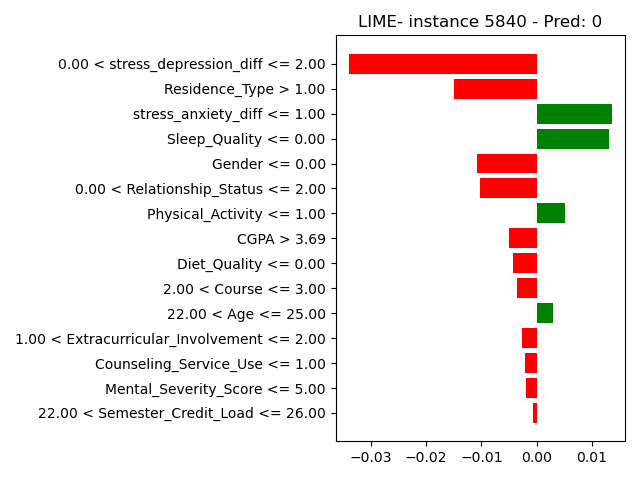 LIME- instance 5840 - Pred: 0
0.00 < stress_depression_diff <= 2.00
Residence_Type > 1.00
stress_anxiety_diff <= 1.00
Sleep_Quality <= 0.00
Gender <= 0.00
0.00 < Relationship_Status <= 2.00
Physical_Activity <= 1.00
CGPA > 3.69
Diet_Quality <= 0.00
2.00 < Course <= 3.00
22.00 < Age <= 25.00
1.00 < Extracurricular_Involvement <= 2.00
Counseling_Service_Use <= 1.00
Mental_Severity_Score <= 5.00
22.00 < Semester_Credit_Load <= 26.00
−0.03 −0.02 −0.01 0.00 0.01